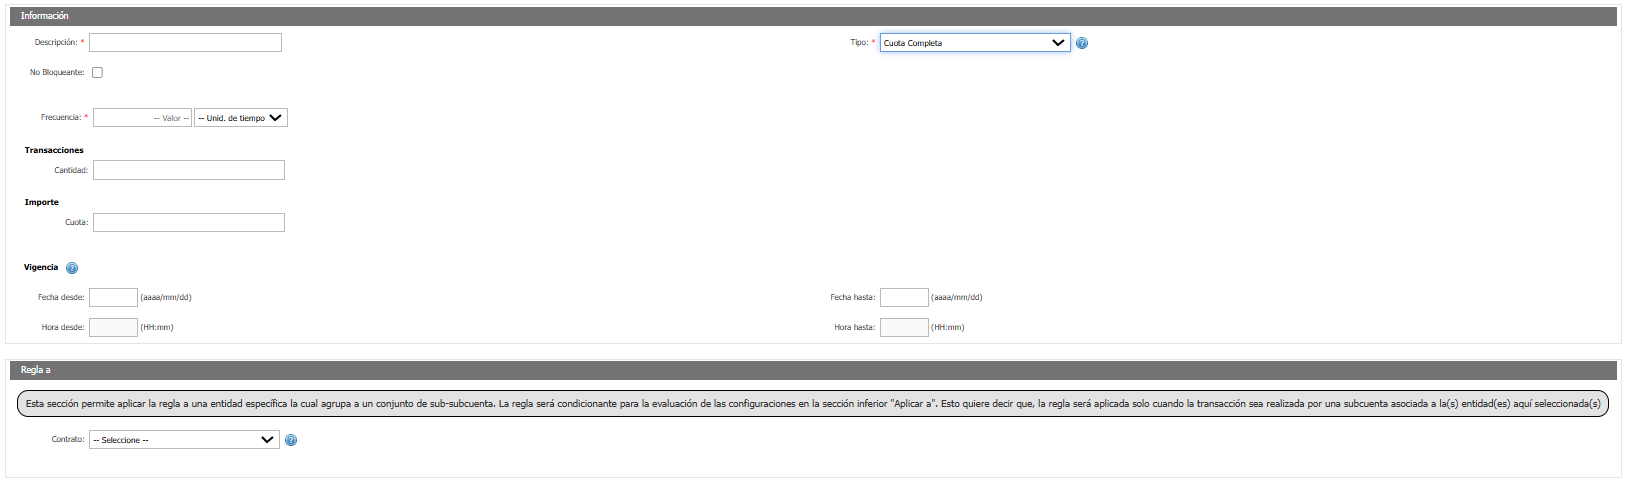 Información
Descripción: *
Tipo: * Cuota Completa
No Bloqueante:
Frecuencia: * -- Valor -- -- Unid. de tiempo
Transacciones
Cantidad:
Importe
Cuota:
Vigencia
Fecha desde: (aaaa/mm/dd)
Fecha hasta: (aaaa/mm/dd)
Hora desde: (HH:mm)
Hora hasta: (HH:mm)
Regla a
Esta sección permite aplicar la regla a una entidad específica la cual agrupa a un conjunto de sub-subcuenta. La regla será condicionante para la evaluación de las configuraciones en la sección inferior "Aplicar a". Esto quiere decir que, la regla será aplicada solo cuando la transacción sea realizada por una subcuenta asociada a la(s) entidad(es) aquí seleccionada(s)
Contrato: -- Seleccione --